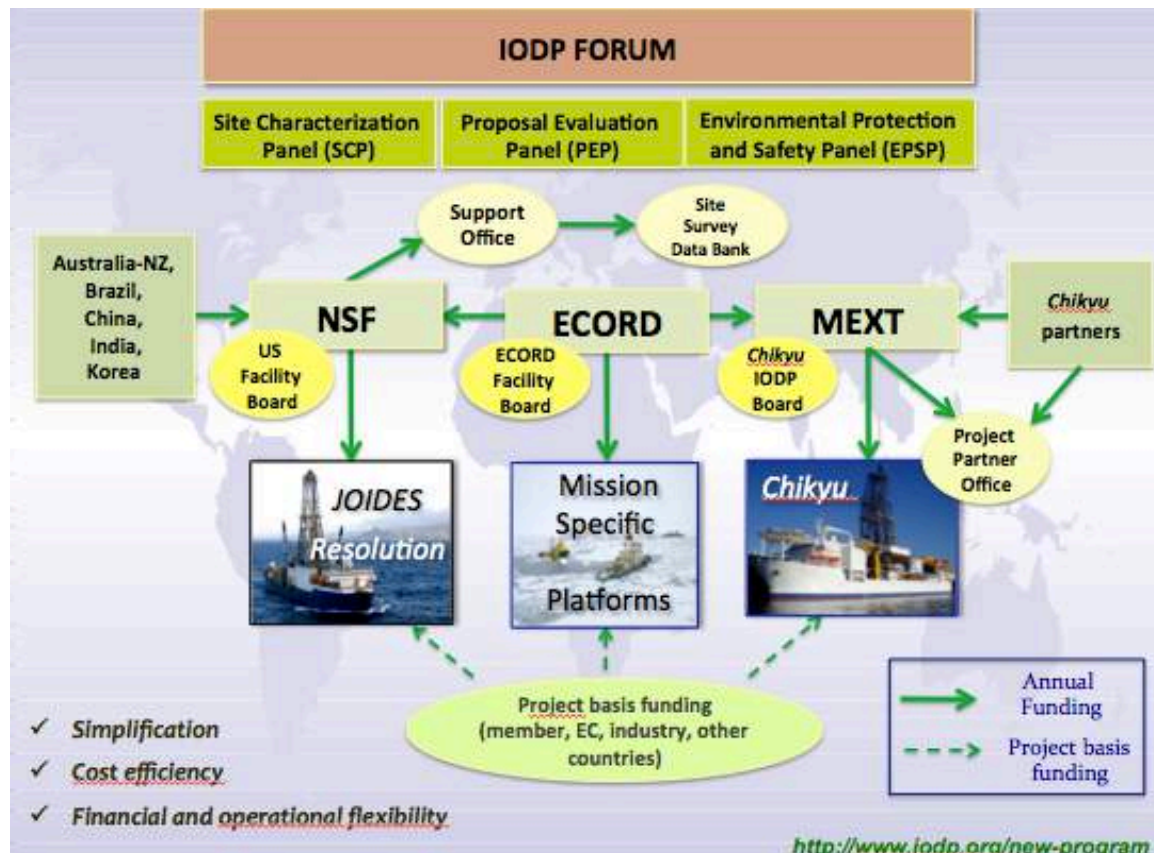 IODP FORUM
Site Characterization
Panel (SCP)
Proposal Evaluation
Panel (PEP)
Environmental Protection
and Safety Panel (EPSP)
Support
Office
Site
Survey
Data Bank
Australia-NZ,
Brazil,
China,
India,
Korea
NSF
US
Facility
Board
ECORD
ECORD
Facility
Board
MEXT
Chikyu
IODP
Board
Chikyu
partners
Project
Partner
Office
JOIDES
Resolution
Mission
Specific
Platforms
Chikyu
Project basis funding
(member, EC, industry, other
countries)
Annual
Funding
Project basis
funding
✓ Simplification
✓ Cost efficiency
✓ Financial and operational flexibility
http://www.iodp.org/new-program